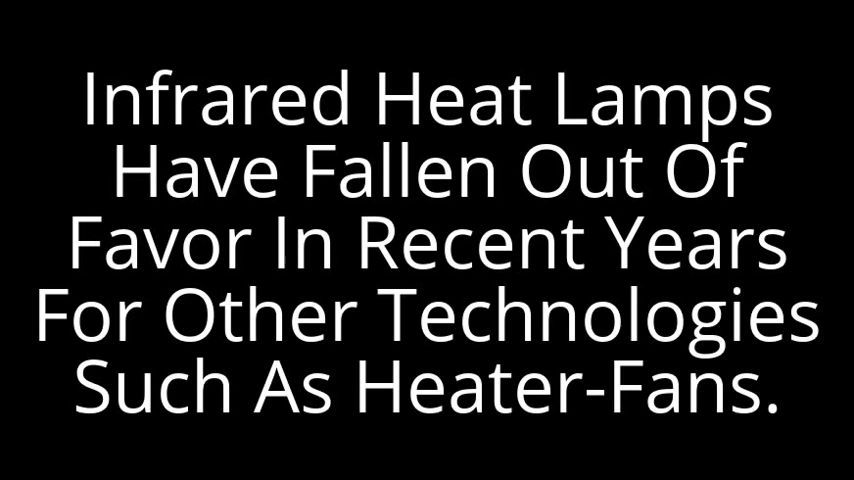 Infrared Heat Lamps
Have Fallen Out Of
Favor In Recent Years
For Other Technologies
Such As Heater-Fans.